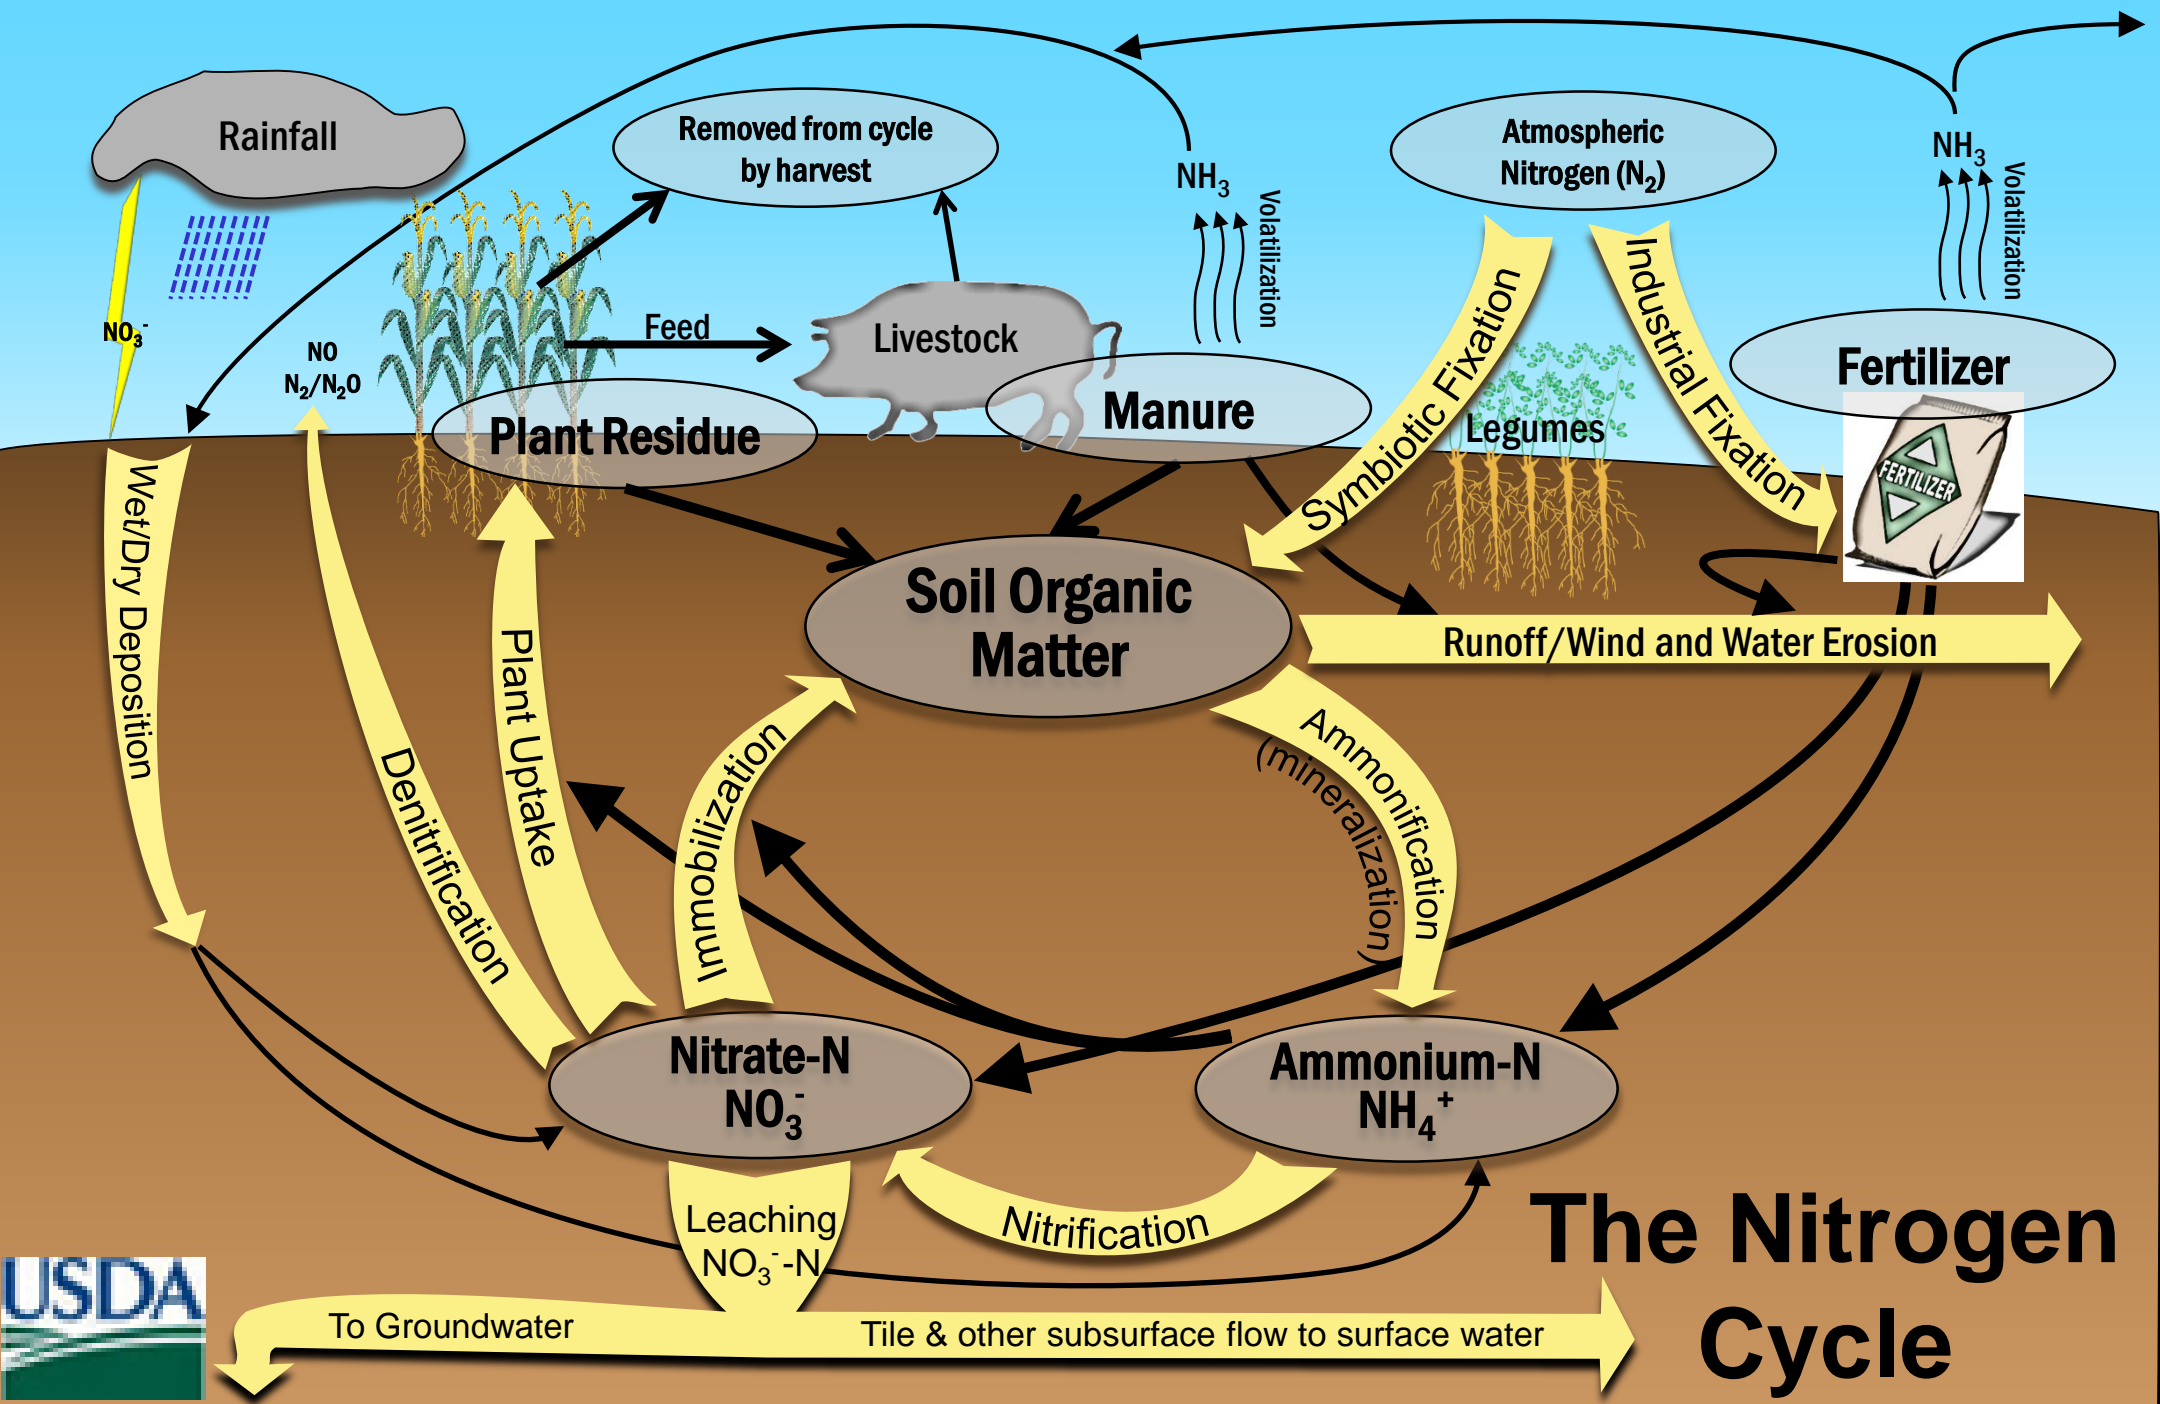 Rainfall
Removed from cycle
by harvest
NH₃
Volatilization
Atmospheric
Nitrogen (N₂)
NH₃
Volatilization
NO₃⁻
NO
N₂/N₂O
Feed
Livestock
Symbiotic Fixation
Industrial Fixation
Fertilizer
Plant Residue
Manure
Legumes
FERTILIZER
Wet/Dry Deposition
Soil Organic
Matter
Runoff/Wind and Water Erosion
Plant Uptake
Denitrification
Immobilization
Ammonification
(mineralization)
Nitrate-N
NO₃⁻
Ammonium-N
NH₄⁺
Leaching
NO₃⁻-N
Nitrification
The Nitrogen
Cycle
USDA
To Groundwater
Tile & other subsurface flow to surface water